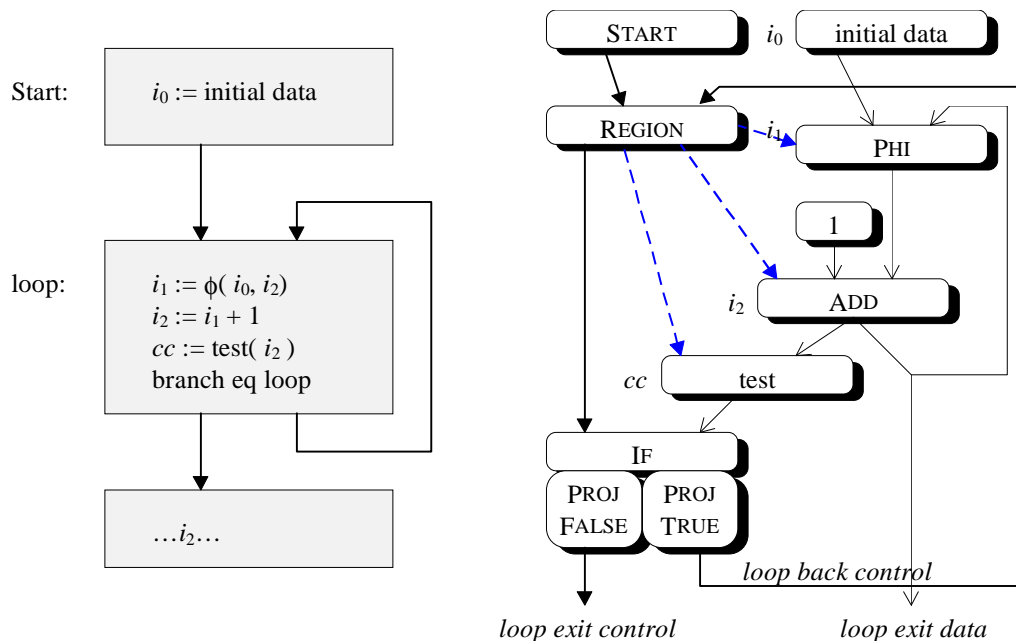 Start:
i0 := initial data
loop:
i1 := ϕ( i0, i2)
i2 := i1 + 1
cc := test( i2 )
branch eq loop
…i2…
START
i0
initial data
REGION
i1
PHI
1
i2
ADD
cc
test
IF
PROJ
FALSE
PROJ
TRUE
loop back control
loop exit control
loop exit data